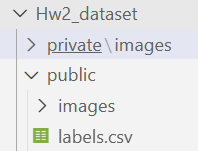 Hw2_dataset
private\images
public
images
labels.csv